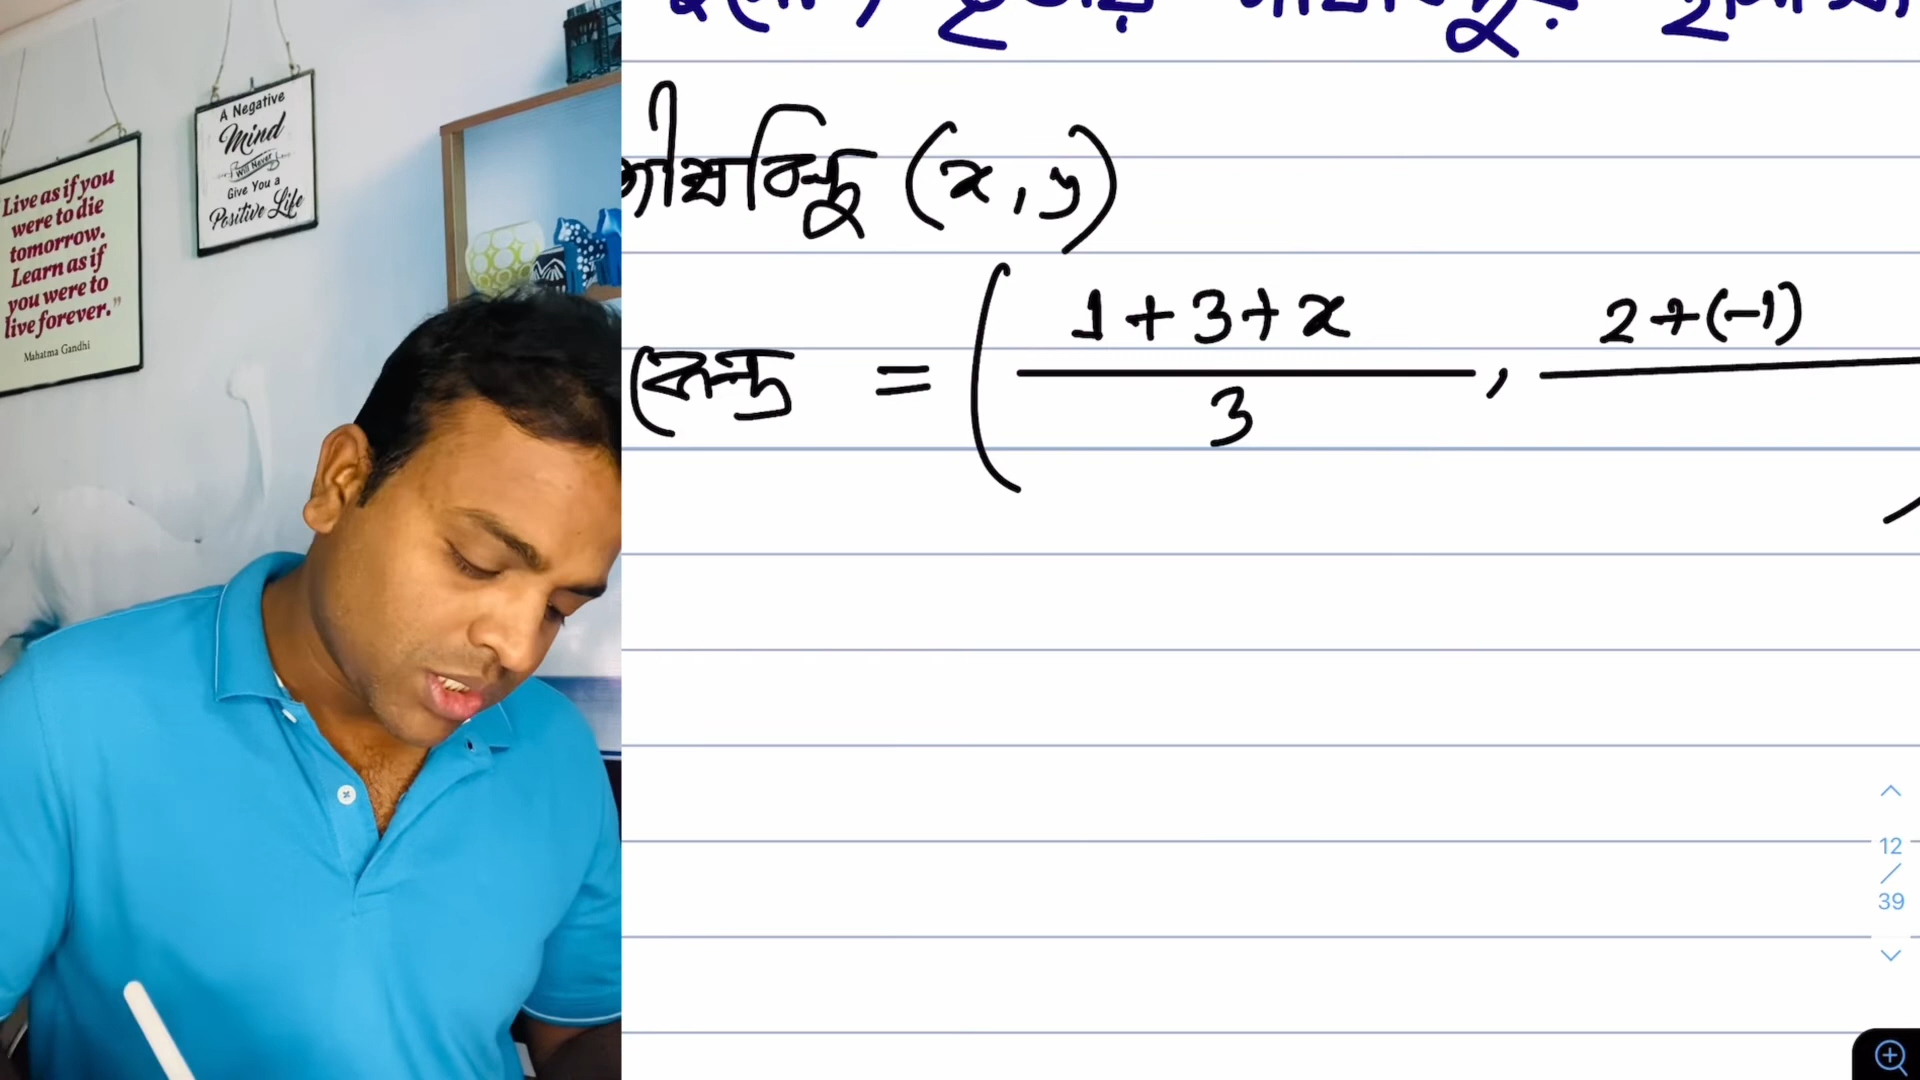 A Negative
Mind
Will Never
Give You a
Positive Life
Live as if you
were to die
tomorrow.
Learn as if
you were to
live forever.”
Mahatma Gandhi
শীর্ষবিন্দু (x, y)
কেন্দ্র = ( 1+3+x / 3 , 2+(-1)
12
/
39